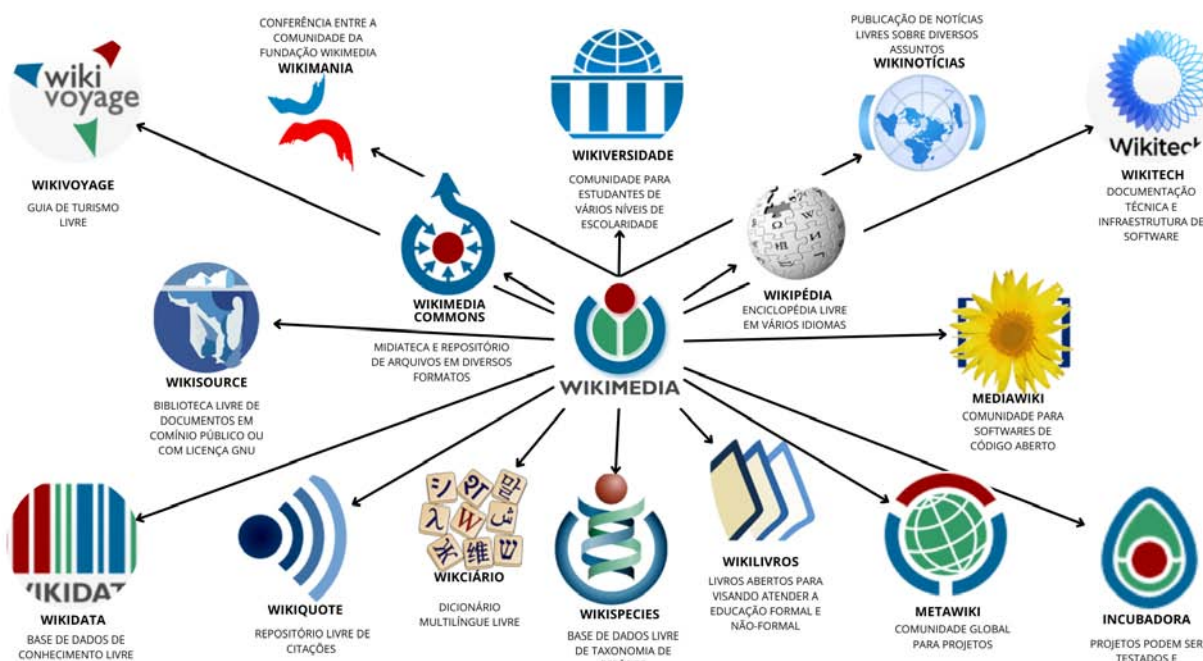 CONFERÊNCIA ENTRE A
COMUNIDADE DA
FUNDAÇÃO WIKIMEDIA
WIKIMANIA
PUBLICAÇÃO DE NOTÍCIAS
LIVRES SOBRE DIVERSOS
ASSUNTOS
WIKINOTÍCIAS
wiki
voyage
WIKIVOYAGE
GUIA DE TURISMO
LIVRE
WIKIVERSIDADE
COMUNIDADE PARA
ESTUDANTES DE
VÁRIOS NÍVEIS DE
ESCOLARIDADE
Wikitech
WIKITECH
DOCUMENTAÇÃO
TÉCNICA E
INFRAESTRUTURA DE
SOFTWARE
WIKIMEDIA
COMMONS
MIDIATECA E REPOSITÓRIO
DE ARQUIVOS EM DIVERSOS
FORMATOS
Ω W
И
WIKIPÉDIA
ENCICLOPÉDIA LIVRE
EM VÁRIOS IDIOMAS
WIKIMEDIA
WIKISOURCE
BIBLIOTECA LIVRE DE
DOCUMENTOS EM
COMÍNIO PÚBLICO OU
COM LICENÇA GNU
MEDIAWIKI
COMUNIDADE PARA
SOFTWARES DE
CÓDIGO ABERTO
WIKIDAT
WIKIDATA
BASE DE DADOS DE
CONHECIMENTO LIVRE
WIKIQUOTE
REPOSITÓRIO LIVRE DE
CITAÇÕES
シ 말
λ W ش
维 ש
WIKCIÁRIO
DICIONÁRIO
MULTILÍNGUE LIVRE
WIKISPECIES
BASE DE DADOS LIVRE
DE TAXONOMIA DE
WIKILIVROS
LIVROS ABERTOS PARA
VISANDO ATENDER A
EDUCAÇÃO FORMAL E
NÃO-FORMAL
METAWIKI
COMUNIDADE GLOBAL
PARA PROJETOS
INCUBADORA
PROJETOS PODEM SER
TESTADOS E